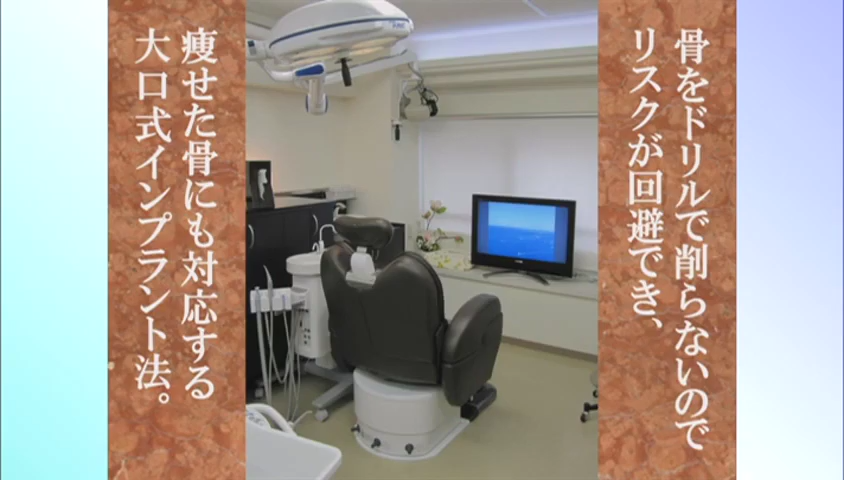 骨をドリルで削らないので
リスクが回避でき、
痩せた骨にも対応する
大口式インプラント法。